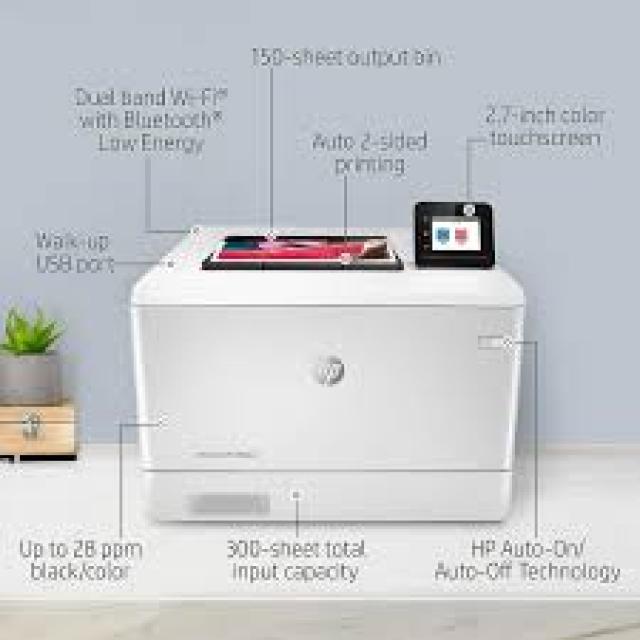 150-sheet output bin
Dual band Wi-Fi®
with Bluetooth®
Low Energy
2.7-inch color
touchscreen
Auto 2-sided
printing
Walk-up
USB port
hp
Up to 28 ppm
black/color
300-sheet total
input capacity
HP Auto-On/
Auto-Off Technology